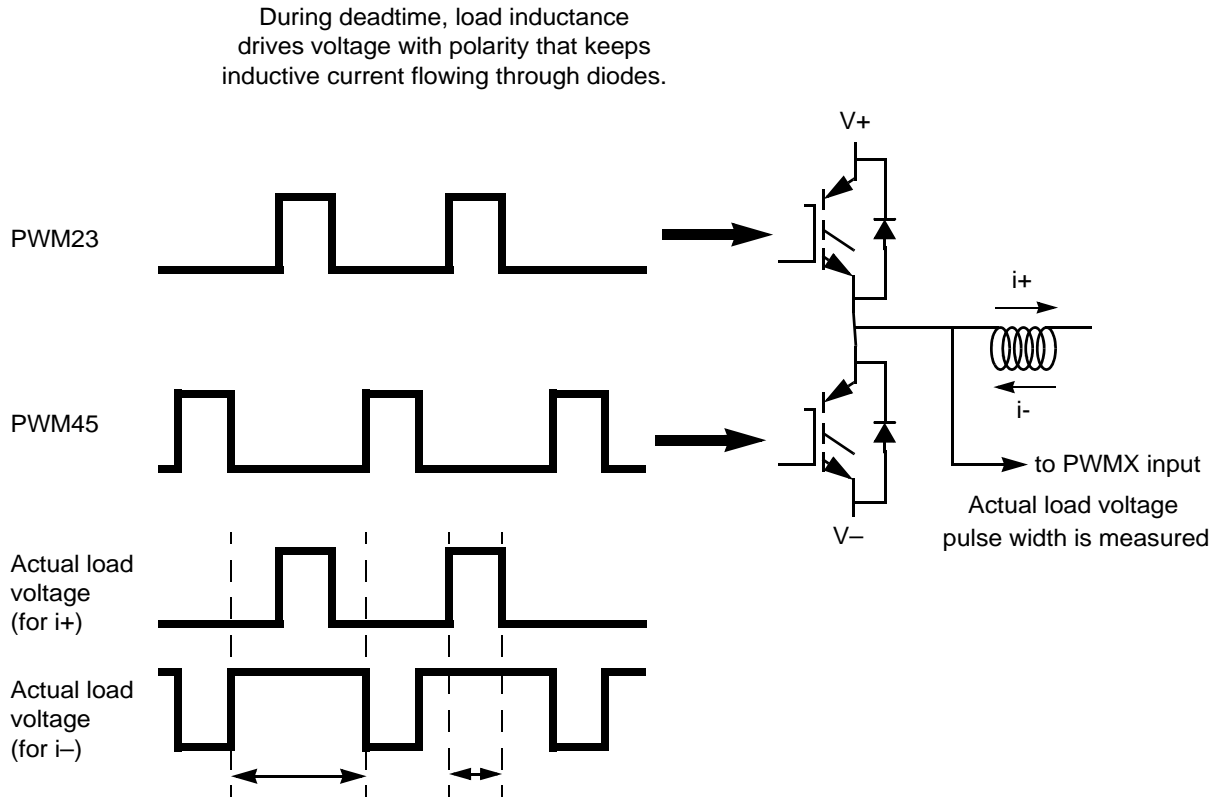 During deadtime, load inductance
drives voltage with polarity that keeps
inductive current flowing through diodes.
V+
PWM23
i+
PWM45
i-
to PWMX input
Actual load voltage
pulse width is measured
V–
Actual load
voltage
(for i+)
Actual load
voltage
(for i–)